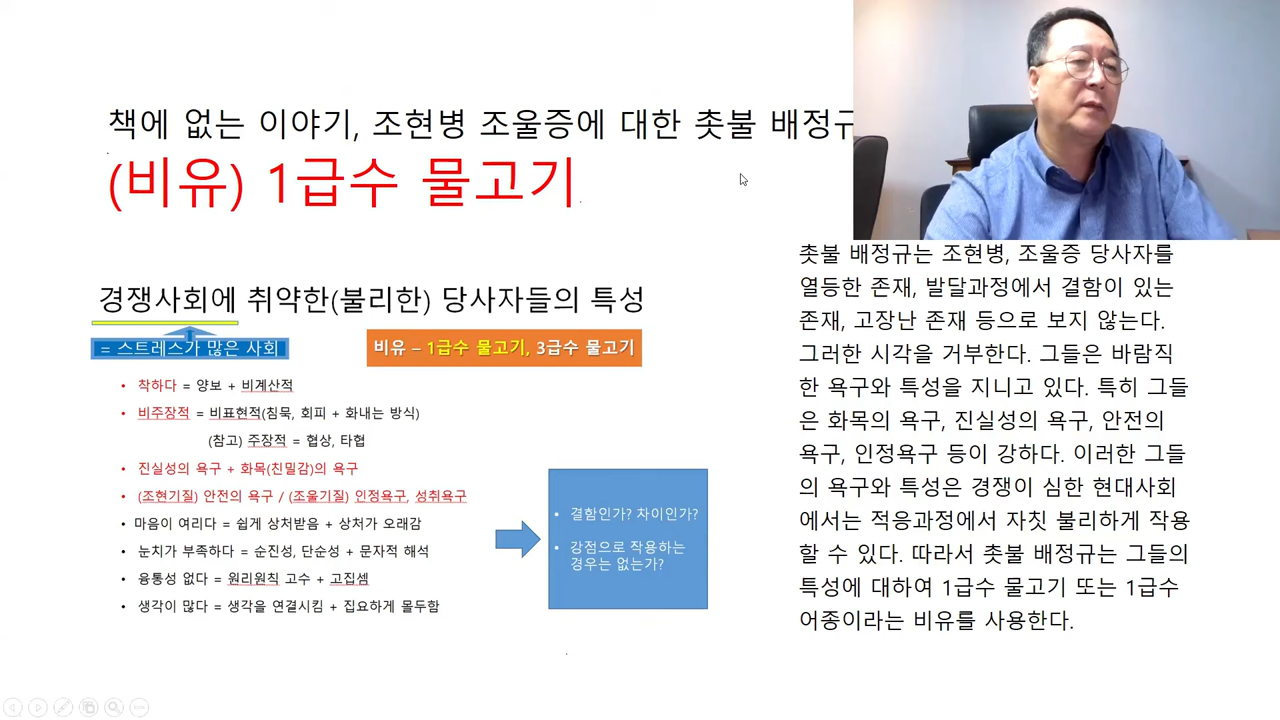 책에 없는 이야기, 조현병 조울증에 대한 촛불 배정규
(비유) 1급수 물고기
경쟁사회에 취약한(불리한) 당사자들의 특성
= 스트레스가 많은 사회
비유 – 1급수 물고기, 3급수 물고기
• 착하다 = 양보 + 비계산적
• 비주장적 = 비표현적(침묵, 회피 + 화내는 방식)
(참고) 주장적 = 협상, 타협
• 진실성의 욕구 + 화목(친밀감)의 욕구
• (조현기질) 안전의 욕구 / (조울기질) 인정욕구, 성취욕구
• 마음이 여리다 = 쉽게 상처받음 + 상처가 오래감
• 눈치가 부족하다 = 순진성, 단순성 + 문자적 해석
• 융통성 없다 = 원리원칙 고수 + 고집셈
• 생각이 많다 = 생각을 연결시킴 + 집요하게 몰두함
• 결함인가? 차이인가?
• 강점으로 작용하는
경우는 없는가?
촛불 배정규는 조현병, 조울증 당사자를
열등한 존재, 발달과정에서 결함이 있는
존재, 고장난 존재 등으로 보지 않는다.
그러한 시각을 거부한다. 그들은 바람직
한 욕구와 특성을 지니고 있다. 특히 그들
은 화목의 욕구, 진실성의 욕구, 안전의
욕구, 인정욕구 등이 강하다. 이러한 그들
의 욕구와 특성은 경쟁이 심한 현대사회
에서는 적응과정에서 자칫 불리하게 작용
할 수 있다. 따라서 촛불 배정규는 그들의
특성에 대하여 1급수 물고기 또는 1급수
어종이라는 비유를 사용한다.